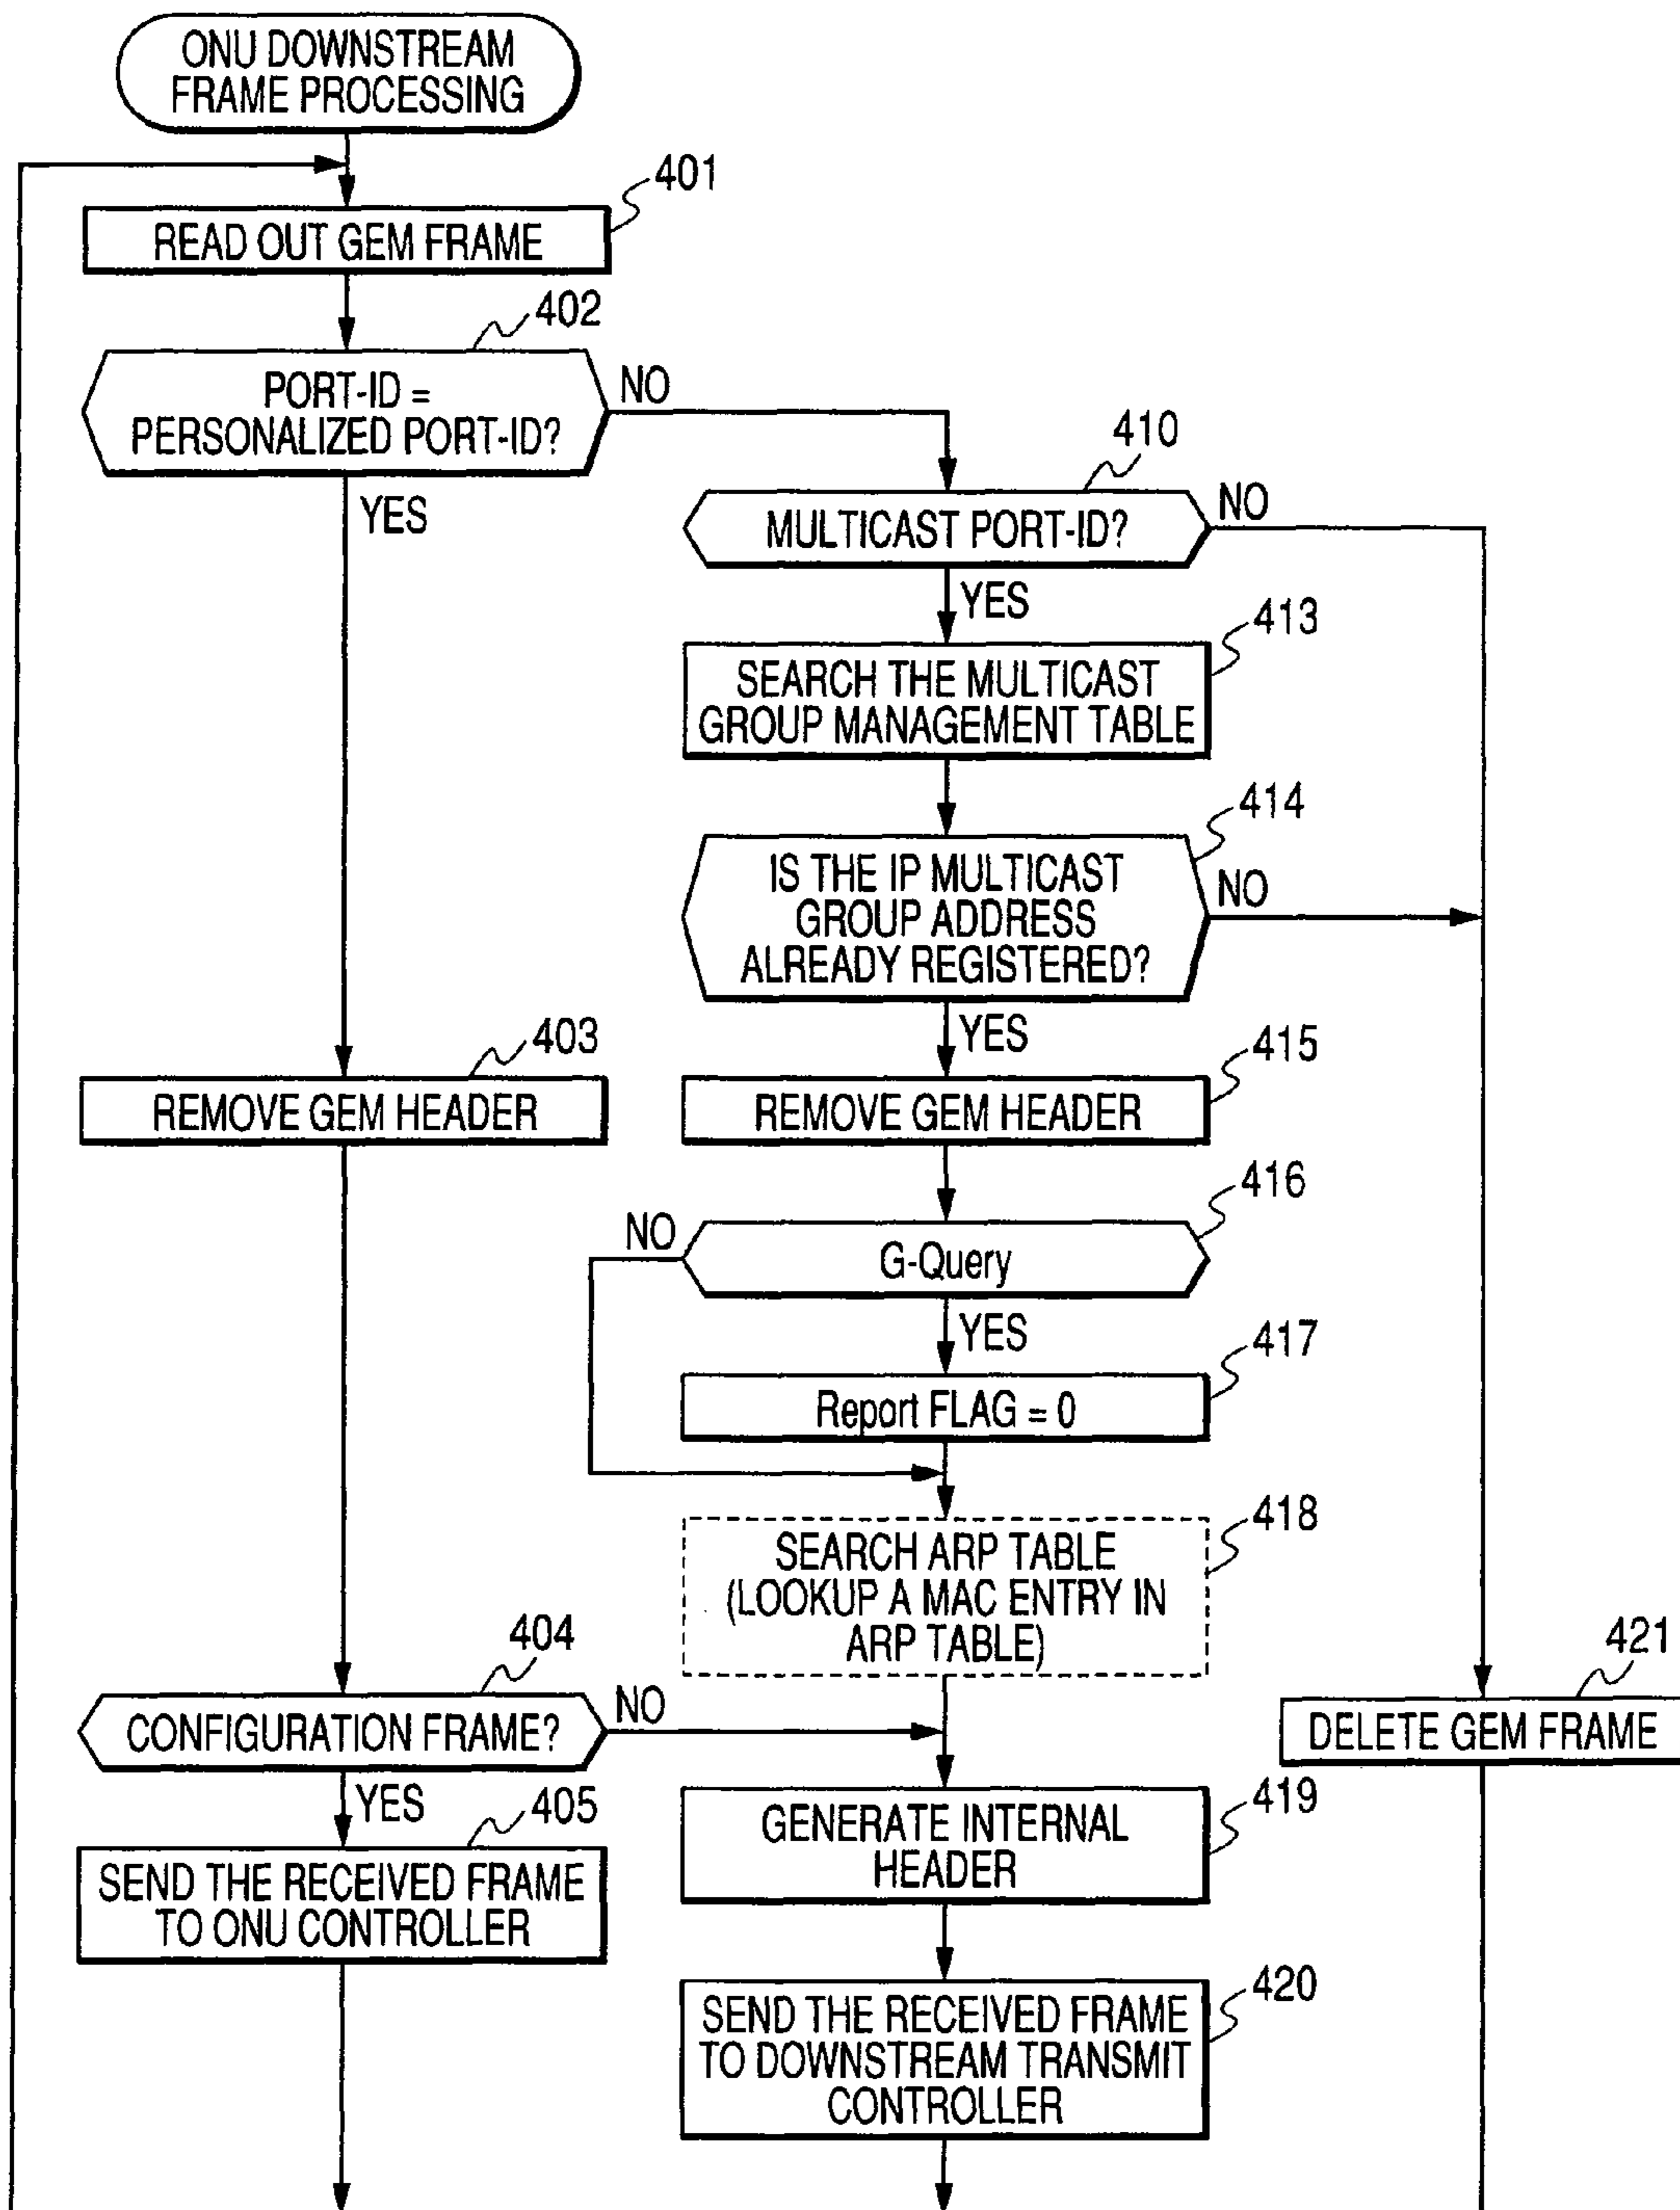 ONU DOWNSTREAM
FRAME PROCESSING
401
READ OUT GEM FRAME
402
PORT-ID =
PERSONALIZED PORT-ID?
NO
YES
410
MULTICAST PORT-ID?
NO
YES
413
SEARCH THE MULTICAST
GROUP MANAGEMENT TABLE
414
IS THE IP MULTICAST
GROUP ADDRESS
ALREADY REGISTERED?
NO
YES
403
REMOVE GEM HEADER
415
REMOVE GEM HEADER
416
NO
G-Query
YES
417
Report FLAG = 0
418
SEARCH ARP TABLE
(LOOKUP A MAC ENTRY IN
ARP TABLE)
404
CONFIGURATION FRAME?
NO
YES
421
DELETE GEM FRAME
405
SEND THE RECEIVED FRAME
TO ONU CONTROLLER
419
GENERATE INTERNAL
HEADER
420
SEND THE RECEIVED FRAME
TO DOWNSTREAM TRANSMIT
CONTROLLER